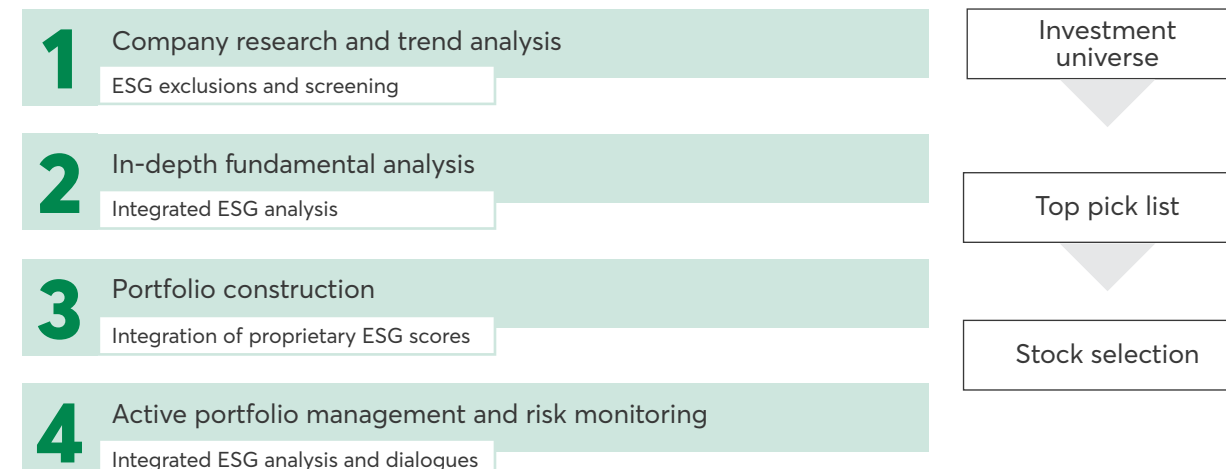 1
Company research and trend analysis
ESG exclusions and screening
2
In-depth fundamental analysis
Integrated ESG analysis
3
Portfolio construction
Integration of proprietary ESG scores
4
Active portfolio management and risk monitoring
Integrated ESG analysis and dialogues
Investment
universe
Top pick list
Stock selection